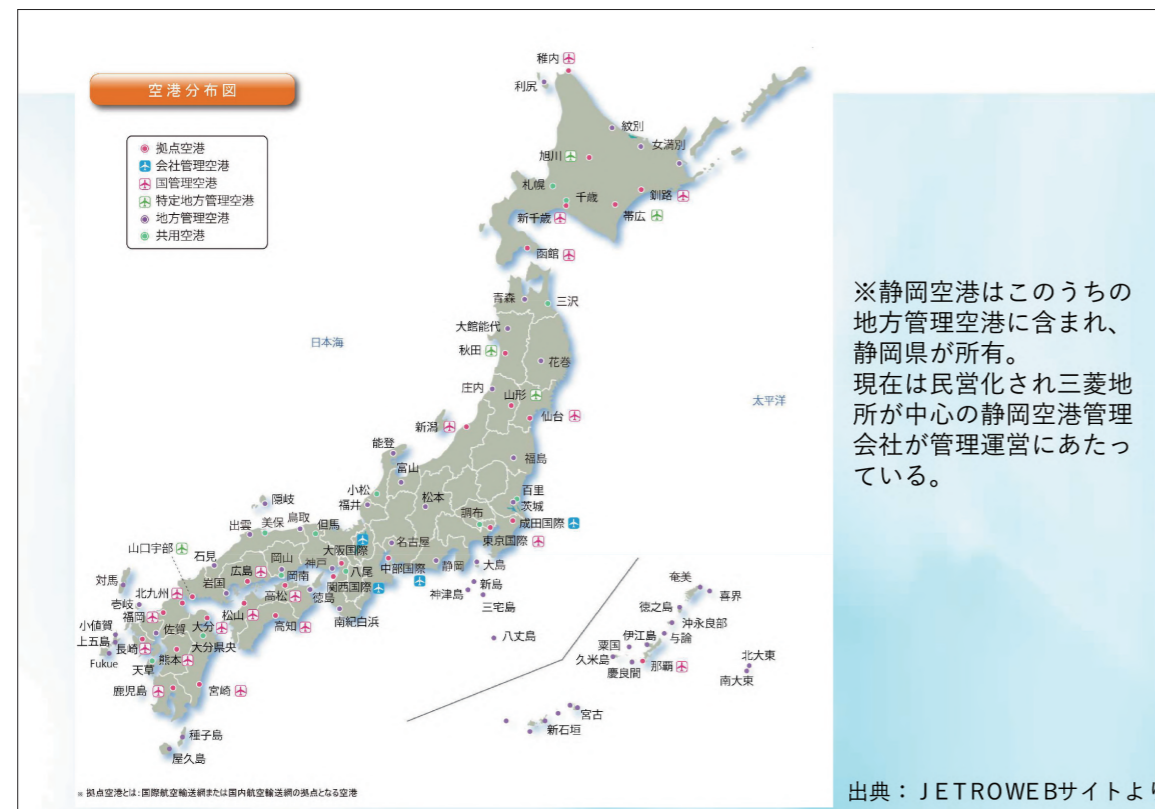 空港分布図
拠点空港
会社管理空港
国管理空港
特定地方管理空港
地方管理空港
共用空港
稚内
利尻
紋別
女満別
旭川
札幌
千歳
釧路
新千歳
帯広
函館
青森
三沢
大館能代
日本海
秋田
花巻
庄内
山形
太平洋
仙台
新潟
能登
福島
富山
小松
百里
松本
福井
茨城
隠岐
調布
成田国際
出雲
美保
鳥取
但馬
東京国際
大阪国際
名古屋
山口宇部
石見
岡山
神戸
静岡
大島
広島
岡南
八尾
中部国際
対馬
北九州
岩国
高松
徳島
関西国際
新島
神津島
三宅島
壱岐
福岡
松山
高知
南紀白浜
小値賀
佐賀
大分
上五島
長崎
大分県央
八丈島
Fukue
熊本
天草
鹿児島
宮崎
種子島
屋久島
奄美
喜界
徳之島
沖永良部
伊江島
与論
粟国
久米島
慶良間
那覇
北大東
南大東
宮古
新石垣
※静岡空港はこのうちの
地方管理空港に含まれ、
静岡県が所有。
現在は民営化され三菱地
所が中心の静岡空港管理
会社が管理運営にあたっ
ている。
※ 拠点空港とは：国際航空輸送網または国内航空輸送網の拠点となる空港
出典：JETROWEBサイトより